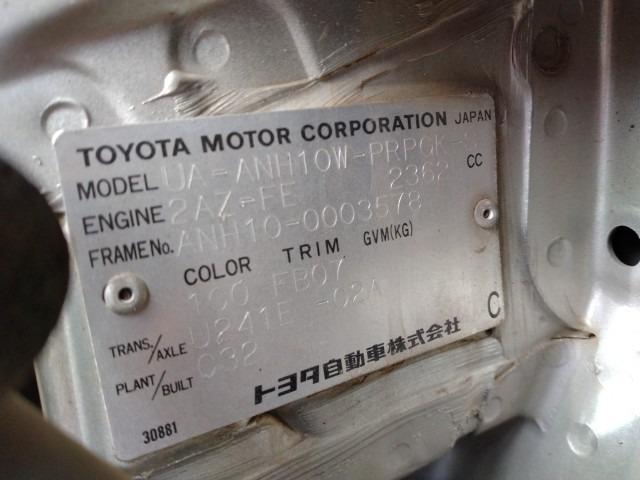 TOYOTA MOTOR CORPORATION JAPAN
MODEL UA-ANH10W-PRPGK
ENGINE 2AZ-FE 2362 CC
FRAME No. ANH10-0003578
COLOR TRIM GVM(KG)
FB07
TRANS./AXLE U241E -02A
PLANT/BUILT C32
トヨタ自動車株式会社 C
30881